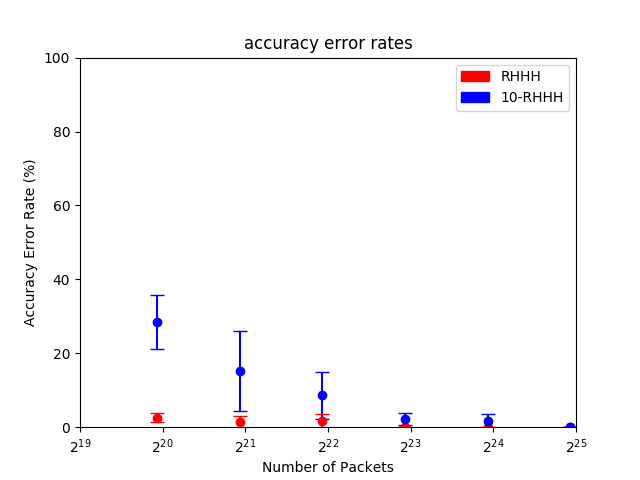 accuracy error rates
RHHH
10-RHHH
Accuracy Error Rate (%)
100
80
60
40
20
0
2^19 2^20 2^21 2^22 2^23 2^24 2^25
Number of Packets